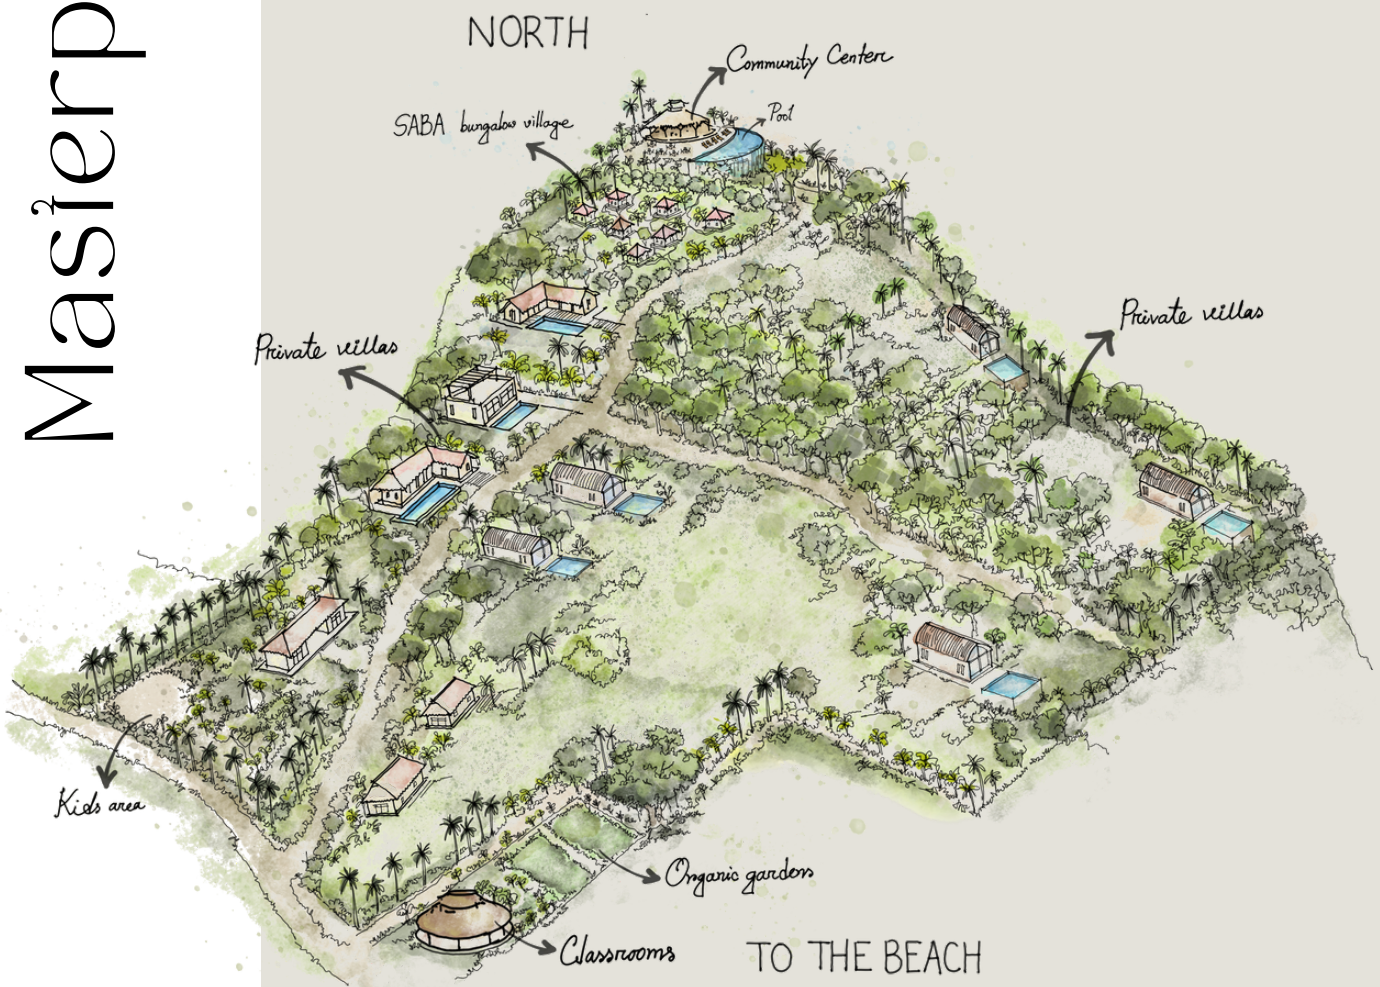 Masierp
NORTH
Community Center
SABA bungalow village
Pool
Private villas
Private villas
Kids area
Organic gardens
Classrooms
TO THE BEACH